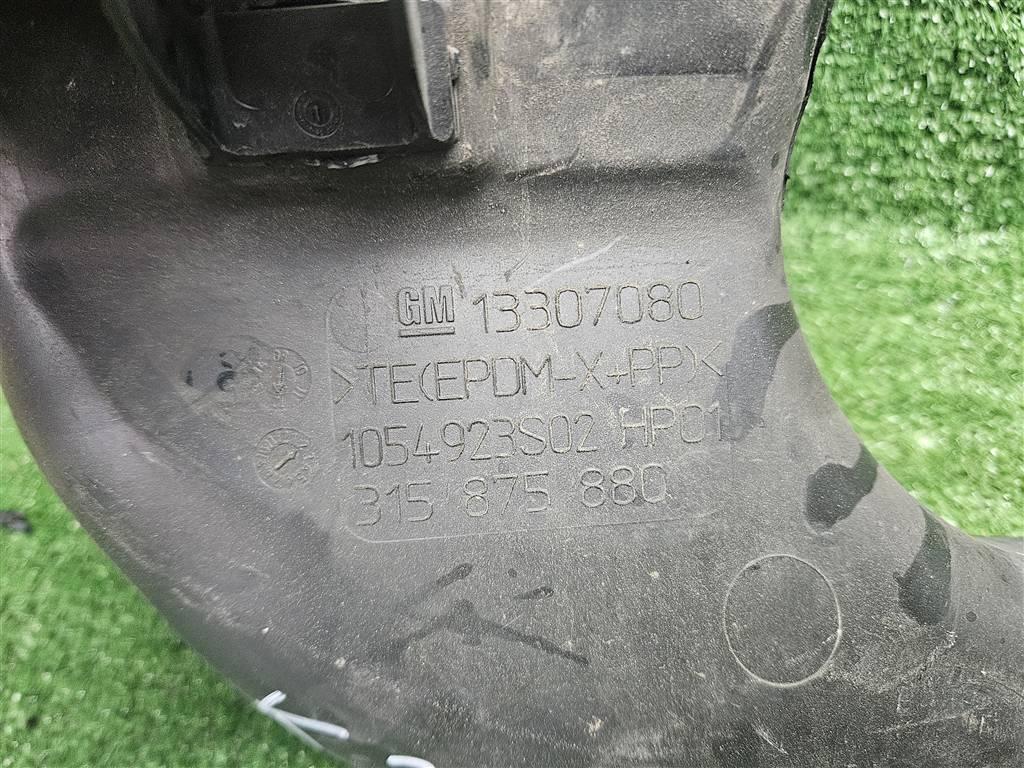 GM 13307080
>TE(EPDM-X+PP)<
1054923S02 HP01
315 875 880